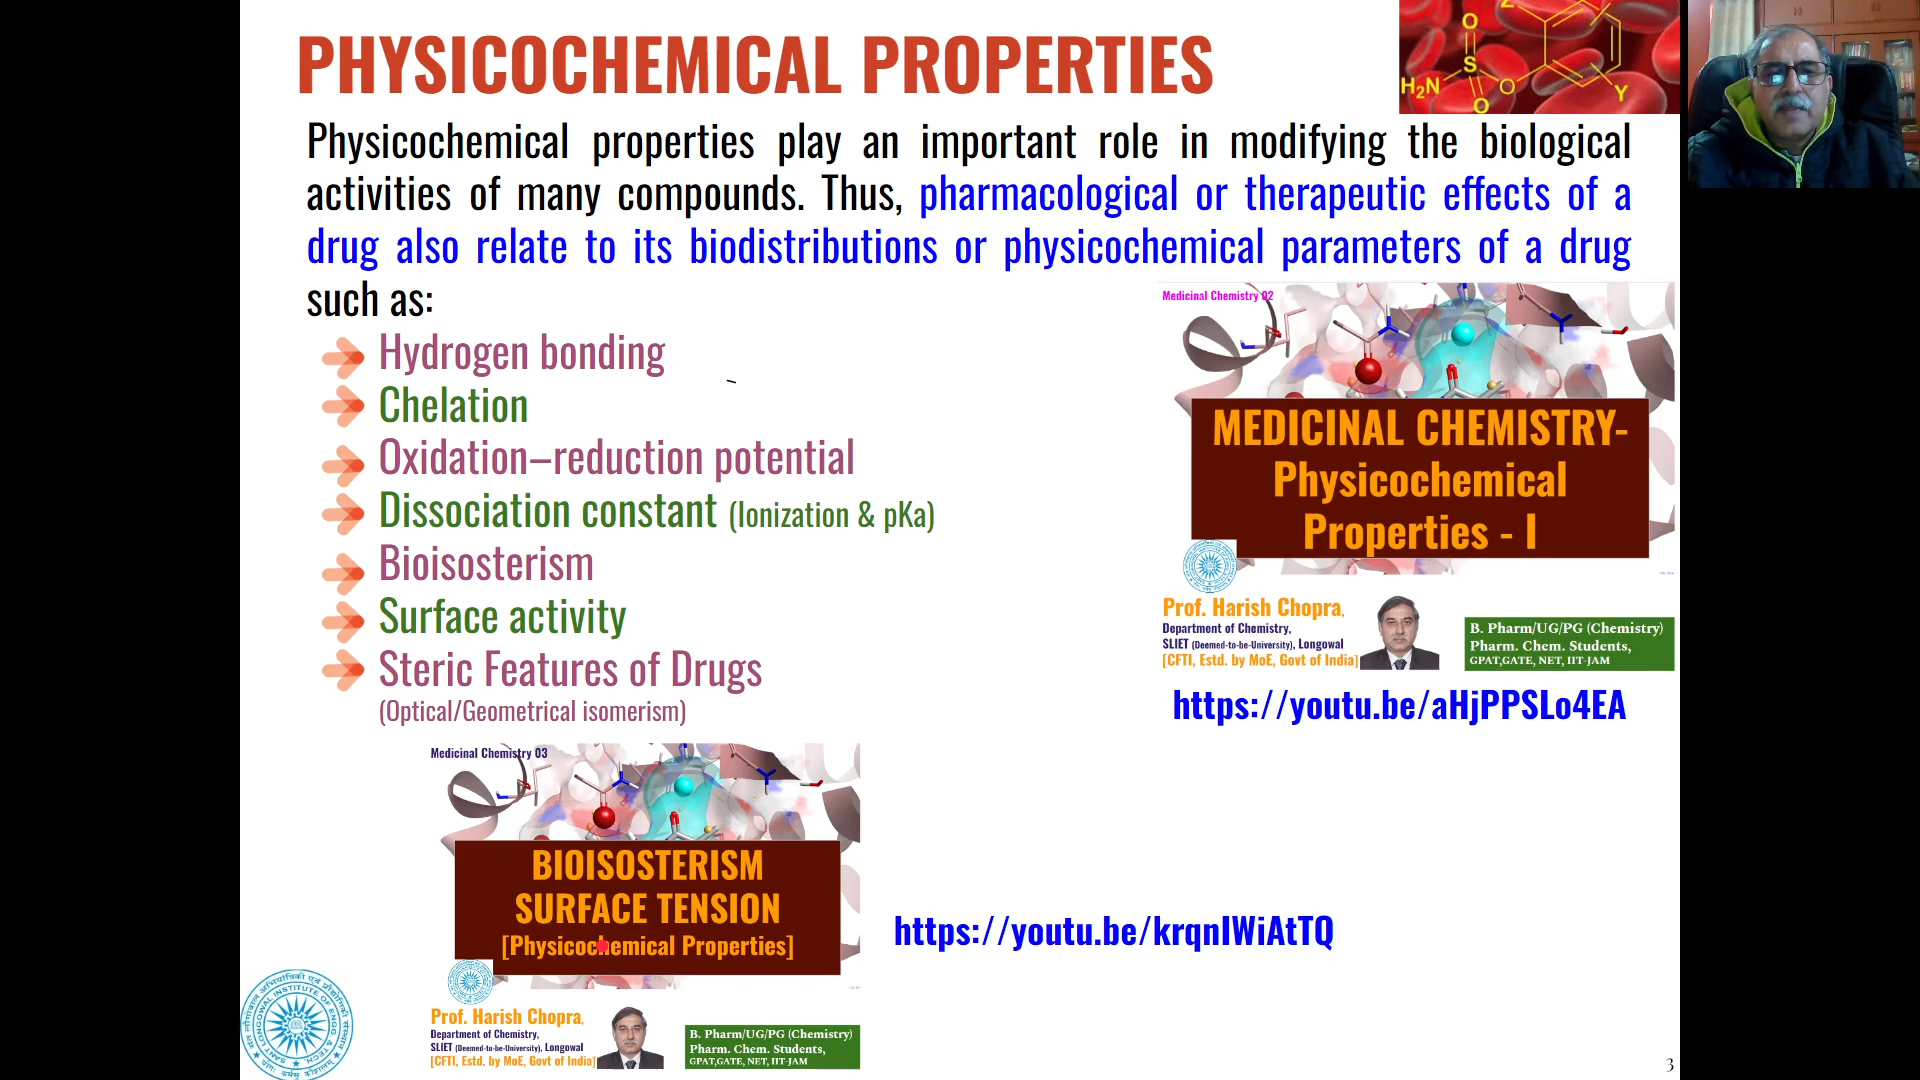 PHYSICOCHEMICAL PROPERTIES
Z
O
S
H₂N
O
O
Y
Physicochemical properties play an important role in modifying the biological
activities of many compounds. Thus, pharmacological or therapeutic effects of a
drug also relate to its biodistributions or physicochemical parameters of a drug
such as:
Hydrogen bonding
Chelation
Oxidation–reduction potential
Dissociation constant (Ionization & pKa)
Bioisosterism
Surface activity
Steric Features of Drugs
(Optical/Geometrical isomerism)
Medicinal Chemistry 02
MEDICINAL CHEMISTRY-
Physicochemical
Properties - I
Prof. Harish Chopra,
Department of Chemistry,
SLIET (Deemed-to-be-University), Longowal
[CFTI, Estd. by MoE, Govt of India]
B. Pharm/UG/PG (Chemistry)
Pharm. Chem. Students,
GPAT,GATE, NET, IIT-JAM
https://youtu.be/aHjPPSLo4EA
Medicinal Chemistry 03
BIOISOSTERISM
SURFACE TENSION
[Physicochemical Properties]
Prof. Harish Chopra,
Department of Chemistry,
SLIET (Deemed-to-be-University), Longowal
[CFTI, Estd. by MoE, Govt of India]
B. Pharm/UG/PG (Chemistry)
Pharm. Chem. Students,
GPAT,GATE, NET, IIT-JAM
https://youtu.be/krqnIWiAtTQ
SANT LONGOWAL INSTITUTE OF ENGG & TECH.
3